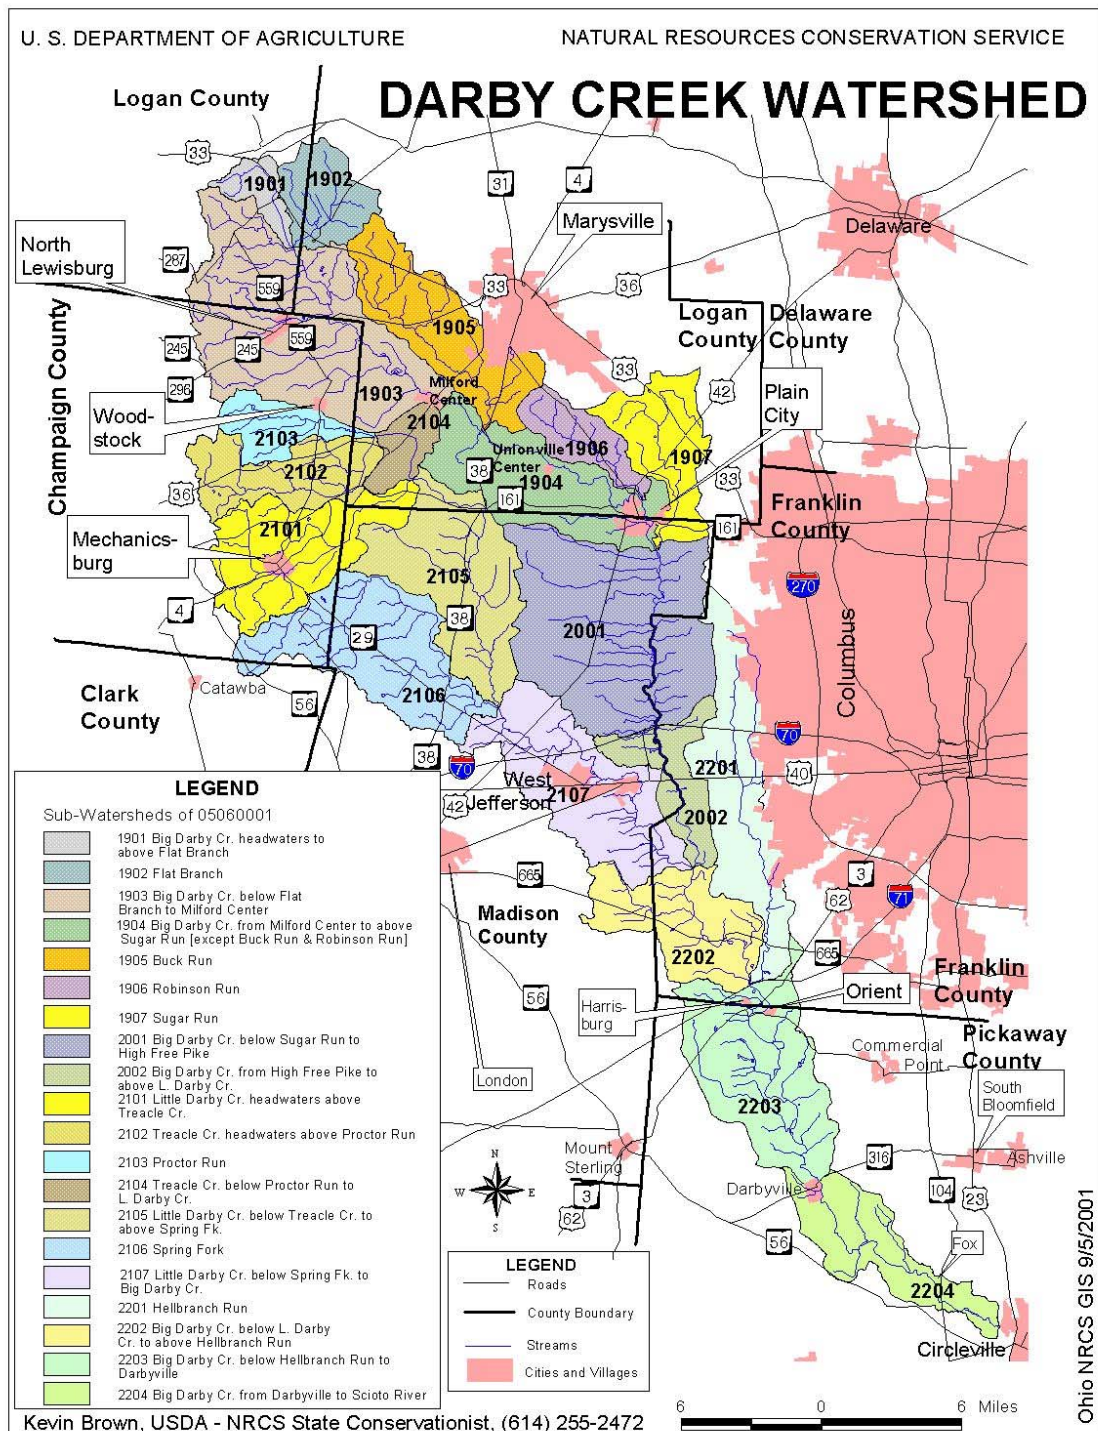 U. S. DEPARTMENT OF AGRICULTURE
NATURAL RESOURCES CONSERVATION SERVICE
DARBY CREEK WATERSHED
Logan County
33
1901
1902
31
4
Marysville
Delaware
North
Lewisburg
287
559
33
36
1905
Logan
County
Delaware
County
Champaign County
245
245
559
296
1903
Milford
Center
33
42
Plain
City
Wood-
stock
2104
2103
2102
Unionville
Center
1906
1907
38
1904
161
33
36
2101
Franklin
County
161
Mechanics-
burg
2105
270
4
38
29
2001
Columbus
Clark
County
Catawba
56
2106
38
70
70
2201
40
West
Jefferson
2107
42
2002
665
3
62
71
Madison
County
2202
665
Franklin
County
56
Harris-
burg
Orient
Pickaway
County
Commercial
Point
London
South
Bloomfield
2203
Mount
Sterling
316
Ashville
Darbyville
3
62
104
23
56
Fox
2204
Circleville
LEGEND
Sub-Watersheds of 05060001
1901 Big Darby Cr. headwaters to
above Flat Branch
1902 Flat Branch
1903 Big Darby Cr. below Flat
Branch to Milford Center
1904 Big Darby Cr. from Milford Center to above
Sugar Run [except Buck Run & Robinson Run]
1905 Buck Run
1906 Robinson Run
1907 Sugar Run
2001 Big Darby Cr. below Sugar Run to
High Free Pike
2002 Big Darby Cr. from High Free Pike to
above L. Darby Cr.
2101 Little Darby Cr. headwaters above
Treacle Cr.
2102 Treacle Cr. headwaters above Proctor Run
2103 Proctor Run
2104 Treacle Cr. below Proctor Run to
L. Darby Cr.
2105 Little Darby Cr. below Treacle Cr. to
above Spring Fk.
2106 Spring Fork
2107 Little Darby Cr. below Spring Fk. to
Big Darby Cr.
2201 Hellbranch Run
2202 Big Darby Cr. below L. Darby
Cr. to above Hellbranch Run
2203 Big Darby Cr. below Hellbranch Run to
Darbyville
2204 Big Darby Cr. from Darbyville to Scioto River
N
W E
S
LEGEND
Roads
County Boundary
Streams
Cities and Villages
Ohio NRCS GIS 9/5/2001
Kevin Brown, USDA - NRCS State Conservationist, (614) 255-2472
6 0 6 Miles